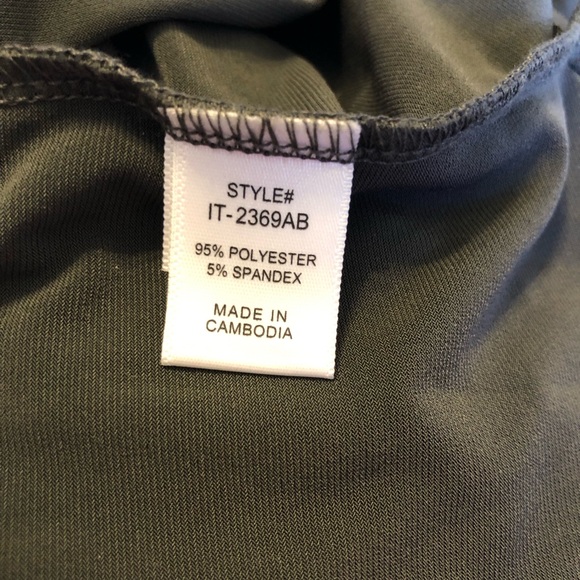 STYLE#
IT-2369AB
95% POLYESTER
5% SPANDEX
MADE IN
CAMBODIA